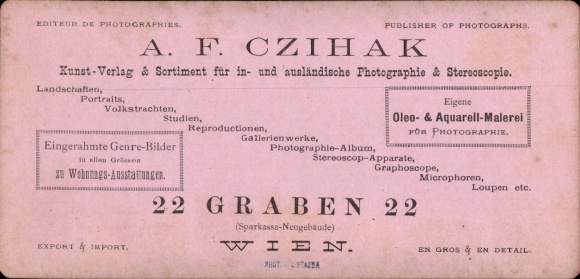 EDITEUR DE PHOTOGRAPHIES. PUBLISHER OF PHOTOGRAPHS.
A. F. CZIHAK
Kunst-Verlag & Sortiment für in- und ausländische Photographie & Stereoscopie.
Landschaften,
Portraits,
Volkstrachten,
Studien,
Reproductionen,
Gallerienwerke,
Photographie-Album,
Stereoscop-Apparate,
Graphoscope,
Microphoren,
Loupen etc.
Eigene
Oleo- & Aquarell-Malerei
FÜR PHOTOGRAPHIE.
Eingerahmte Genre-Bilder
in allen Grössen
zu Wohnungs-Ausstattungen.
22 GRABEN 22
(Sparkassa-Neugebäude)
WIEN.
EXPORT & IMPORT. EN GROS & EN DETAIL.
PHOT.